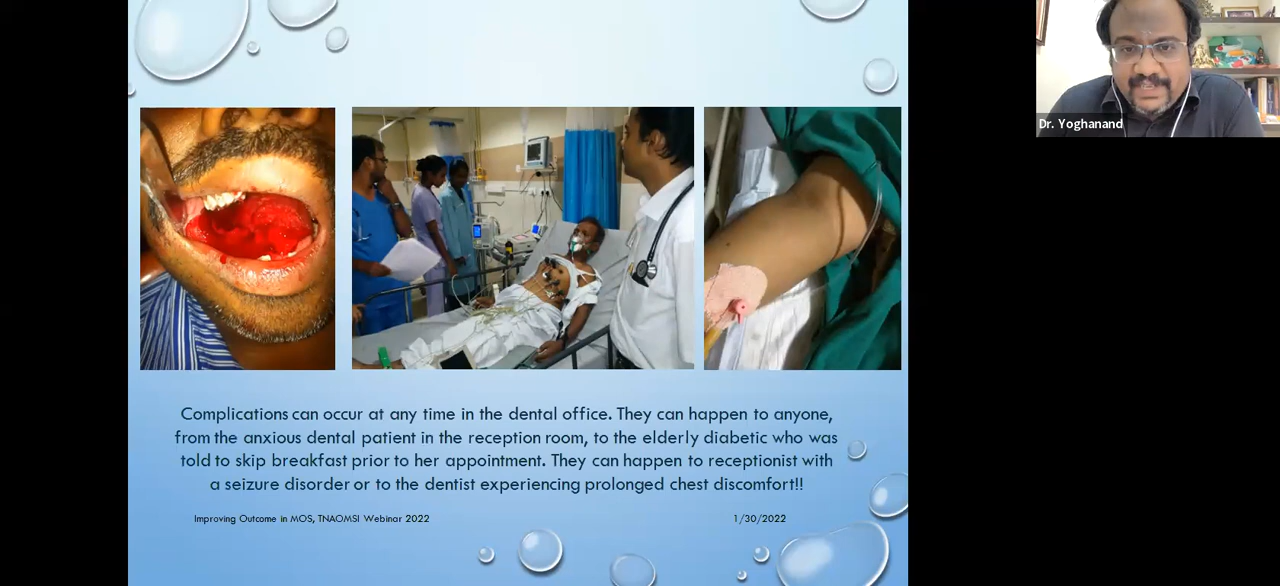 Dr. Yoghanand
Complications can occur at any time in the dental office. They can happen to anyone,
from the anxious dental patient in the reception room, to the elderly diabetic who was
told to skip breakfast prior to her appointment. They can happen to receptionist with
a seizure disorder or to the dentist experiencing prolonged chest discomfort!!
Improving Outcome in MOS, TNAOMSI Webinar 2022
1/30/2022